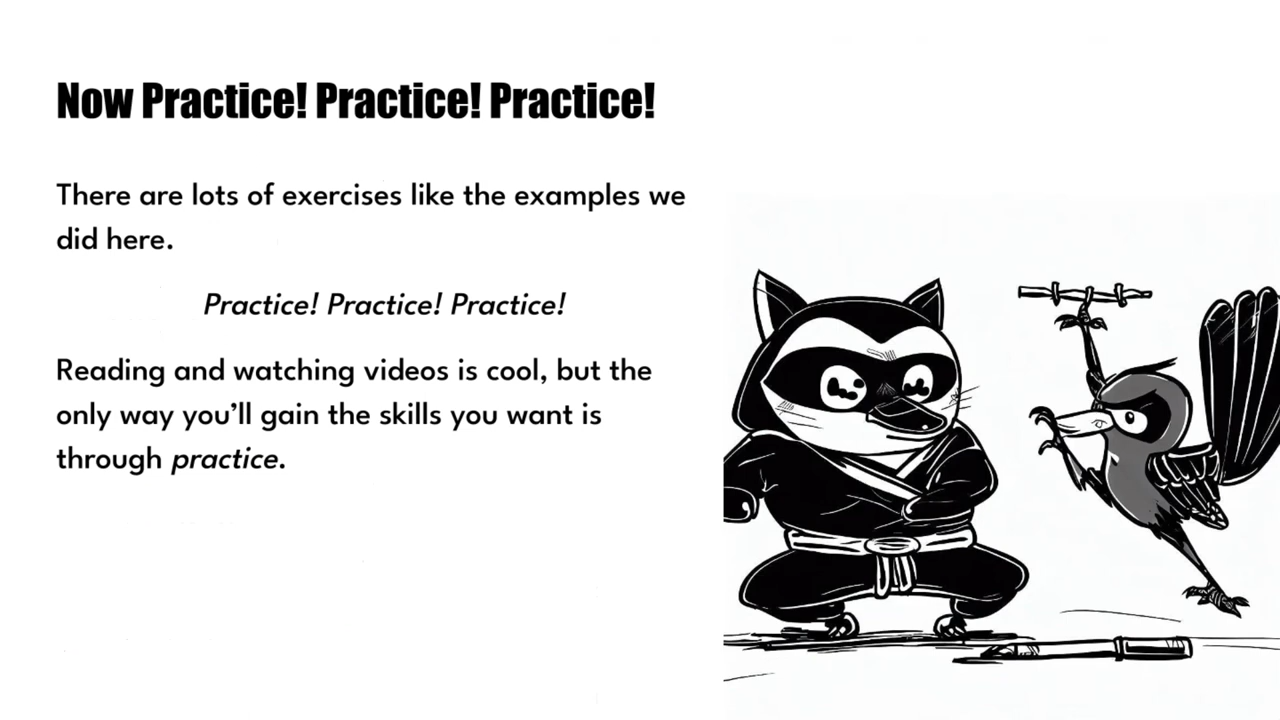 Now Practice! Practice! Practice!
There are lots of exercises like the examples we
did here.
Practice! Practice! Practice!
Reading and watching videos is cool, but the
only way you’ll gain the skills you want is
through practice.